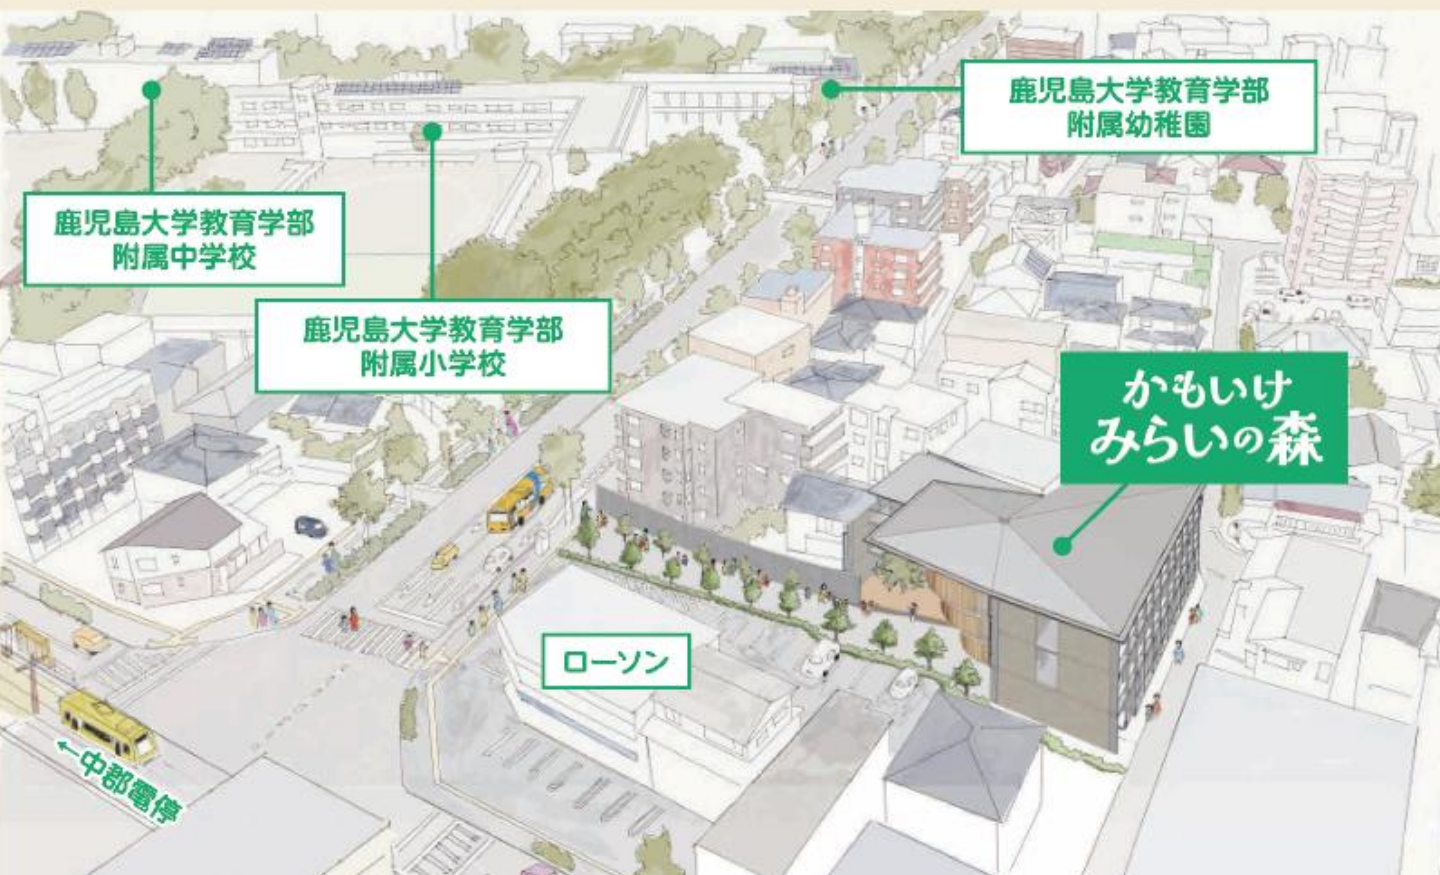 鹿児島大学教育学部
附属幼稚園
鹿児島大学教育学部
附属中学校
鹿児島大学教育学部
附属小学校
かもいけ
みらいの森
ローソン
←中郡電停